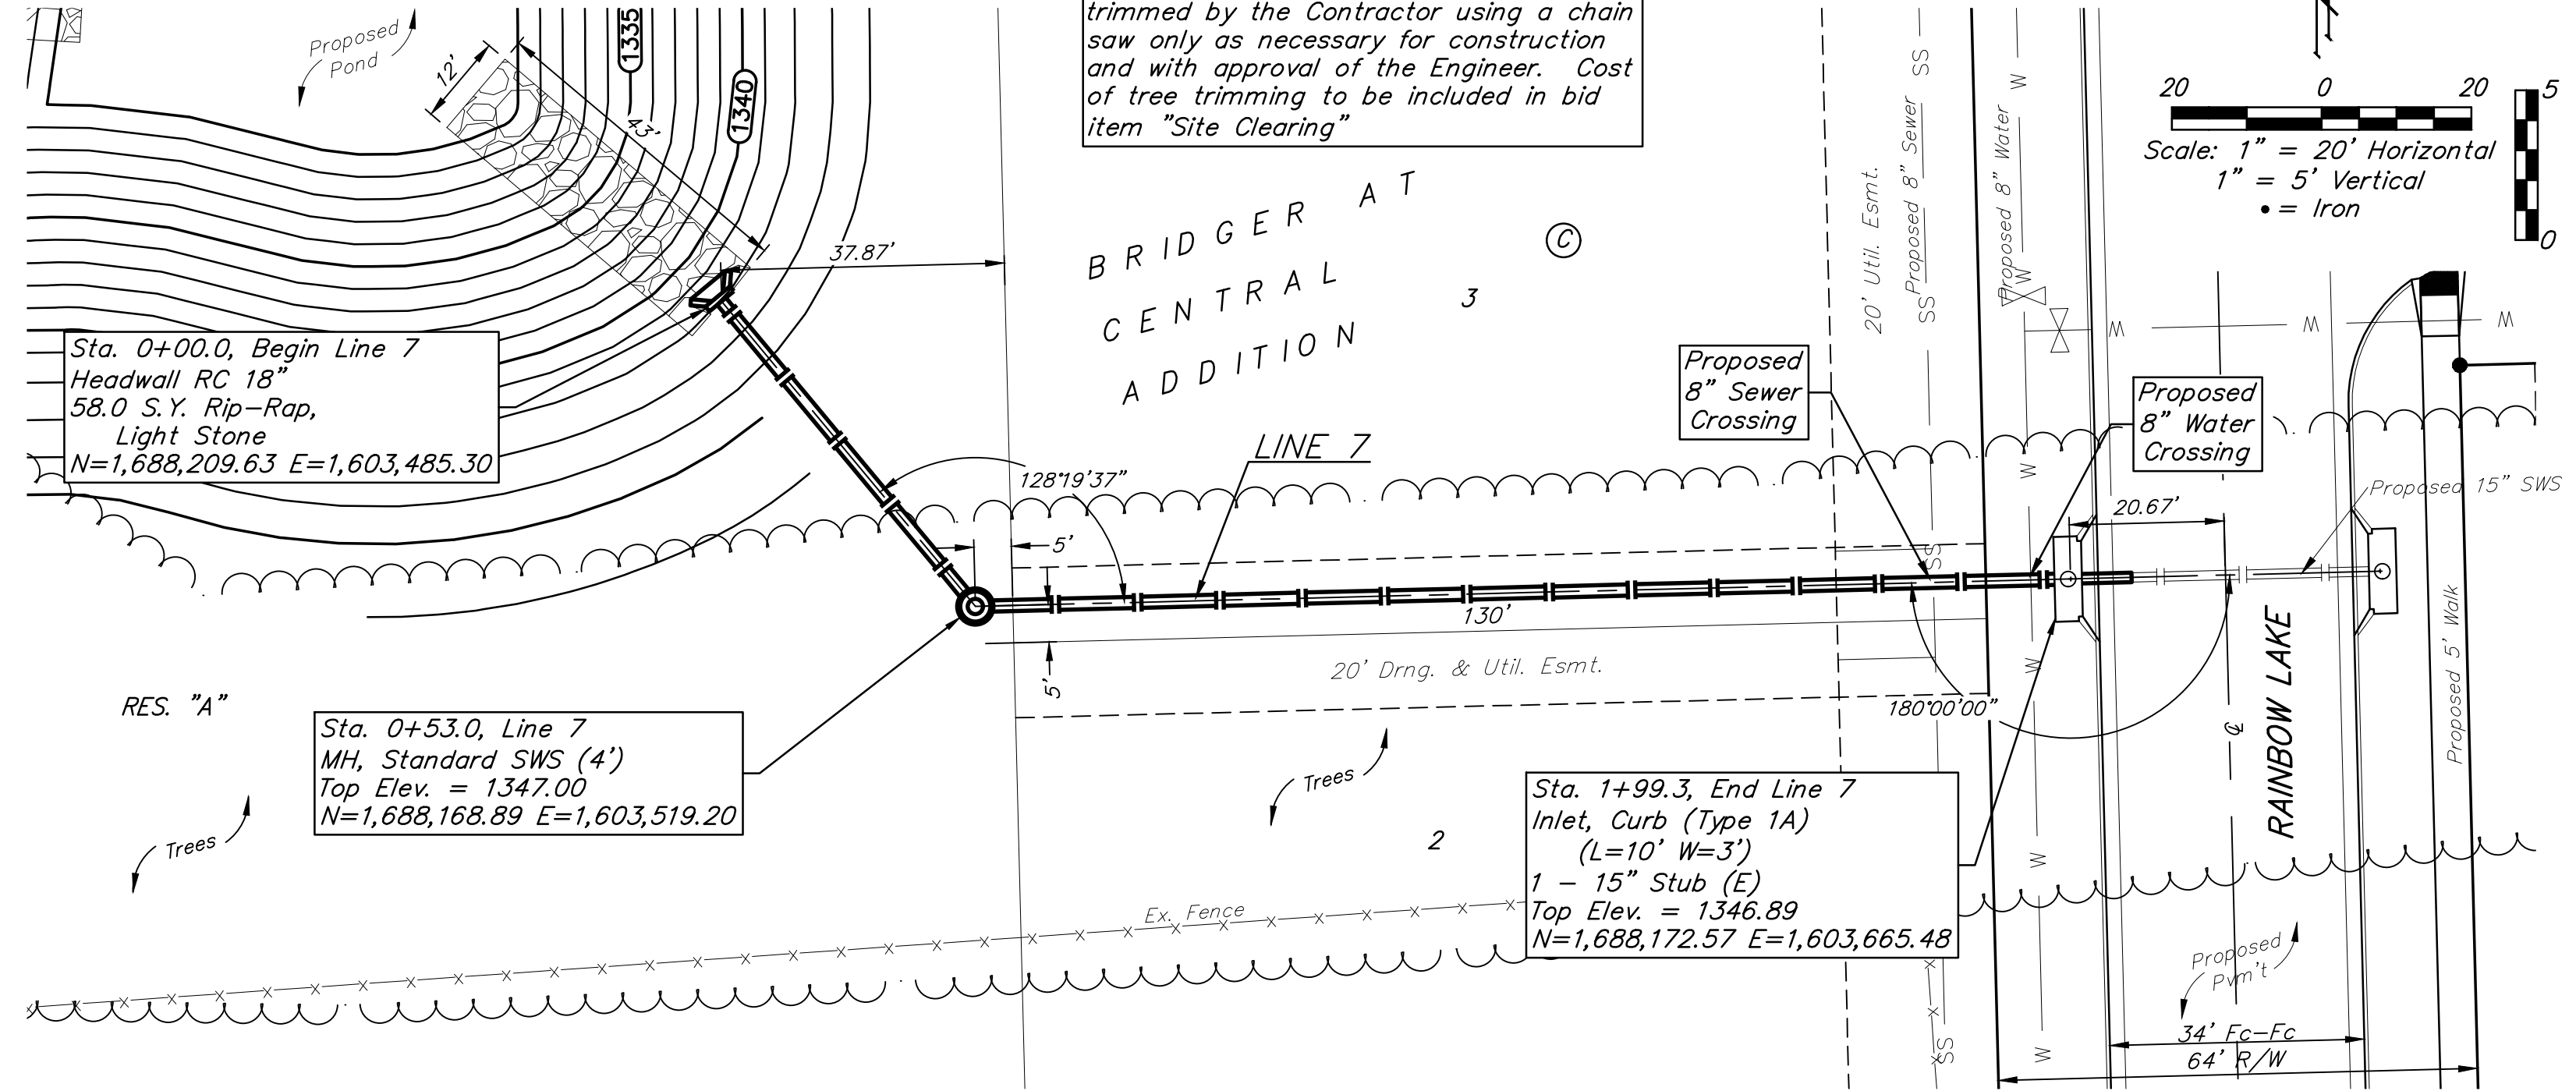 trimmed by the Contractor using a chain
saw only as necessary for construction
and with approval of the Engineer. Cost
of tree trimming to be included in bid
item "Site Clearing"
Proposed
Pond
12'
43'
1335
1340
37.87'
BRIDGER AT
CENTRAL
ADDITION
C
3
20' Util. Esmt.
SS
Proposed 8" Sewer
SS
SS
Proposed 8" Water
W
W
20 0 20
Scale: 1" = 20' Horizontal
1" = 5' Vertical
• = Iron
5
0
W
W
W
Sta. 0+00.0, Begin Line 7
Headwall RC 18"
58.0 S.Y. Rip-Rap,
Light Stone
N=1,688,209.63 E=1,603,485.30
Proposed
8" Sewer
Crossing
Proposed
8" Water
Crossing
LINE 7
128°19'37"
W
Proposed 15" SWS
20.67'
5'
SS
130'
5'
20' Drng. & Util. Esmt.
W
180°00'00"
RAINBOW LAKE
℄
Proposed 5' Walk
RES. "A"
Sta. 0+53.0, Line 7
MH, Standard SWS (4')
Top Elev. = 1347.00
N=1,688,168.89 E=1,603,519.20
Trees
Trees
2
Sta. 1+99.3, End Line 7
Inlet, Curb (Type 1A)
(L=10' W=3')
1 - 15" Stub (E)
Top Elev. = 1346.89
N=1,688,172.57 E=1,603,665.48
W
Ex. Fence
Proposed
Pvm't
SS
W
34' Fc-Fc
64' R/W